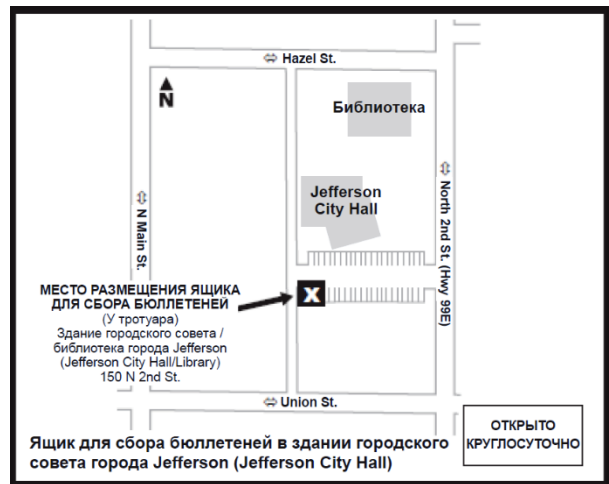 ⇔ Hazel St.
N
Библиотека
Jefferson
City Hall
⇔ N Main St.
⇔ North 2nd St. (Hwy 99E)
МЕСТО РАЗМЕЩЕНИЯ ЯЩИКА
ДЛЯ СБОРА БЮЛЛЕТЕНЕЙ
(У тротуара)
Здание городского совета /
библиотека города Jefferson
(Jefferson City Hall/Library)
150 N 2nd St.
X
⇔ Union St.
Ящик для сбора бюллетеней в здании городского
совета города Jefferson (Jefferson City Hall)
ОТКРЫТО
КРУГЛОСУТОЧНО